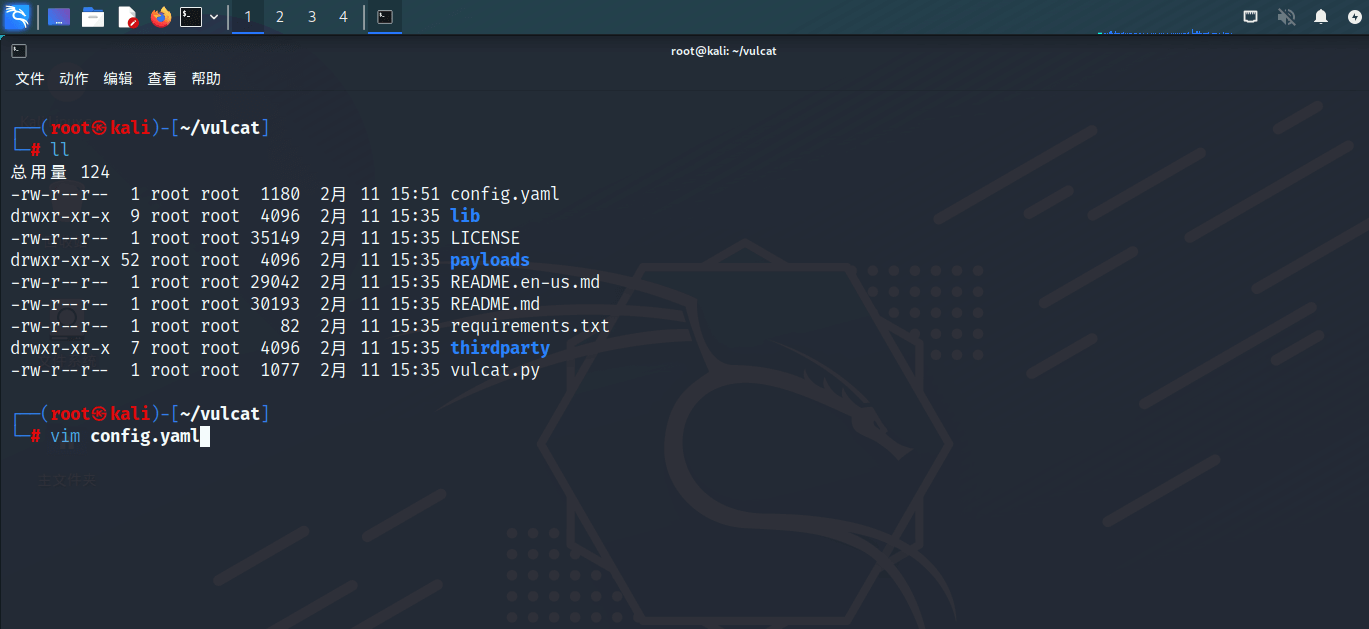 1 2 3 4
root@kali: ~/vulcat
文件 动作 编辑 查看 帮助
┌──(root㉿kali)-[~/vulcat]
└─# ll
总用量 124
-rw-r--r--  1 root root  1180  2月 11 15:51 config.yaml
drwxr-xr-x  9 root root  4096  2月 11 15:35 lib
-rw-r--r--  1 root root 35149  2月 11 15:35 LICENSE
drwxr-xr-x 52 root root  4096  2月 11 15:35 payloads
-rw-r--r--  1 root root 29042  2月 11 15:35 README.en-us.md
-rw-r--r--  1 root root 30193  2月 11 15:35 README.md
-rw-r--r--  1 root root    82  2月 11 15:35 requirements.txt
drwxr-xr-x  7 root root  4096  2月 11 15:35 thirdparty
-rw-r--r--  1 root root  1077  2月 11 15:35 vulcat.py
┌──(root㉿kali)-[~/vulcat]
└─# vim config.yaml
主文件夹